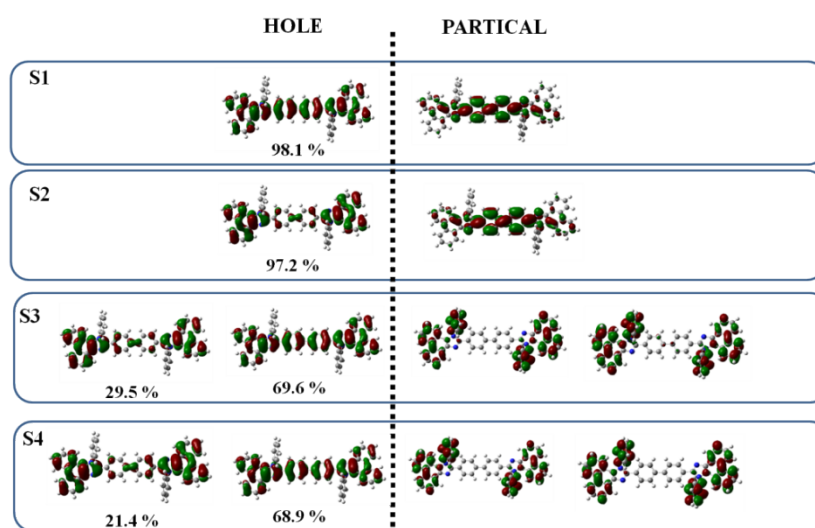 HOLE PARTICAL
S1
98.1 %
S2
97.2 %
S3
29.5 % 69.6 %
S4
21.4 % 68.9 %